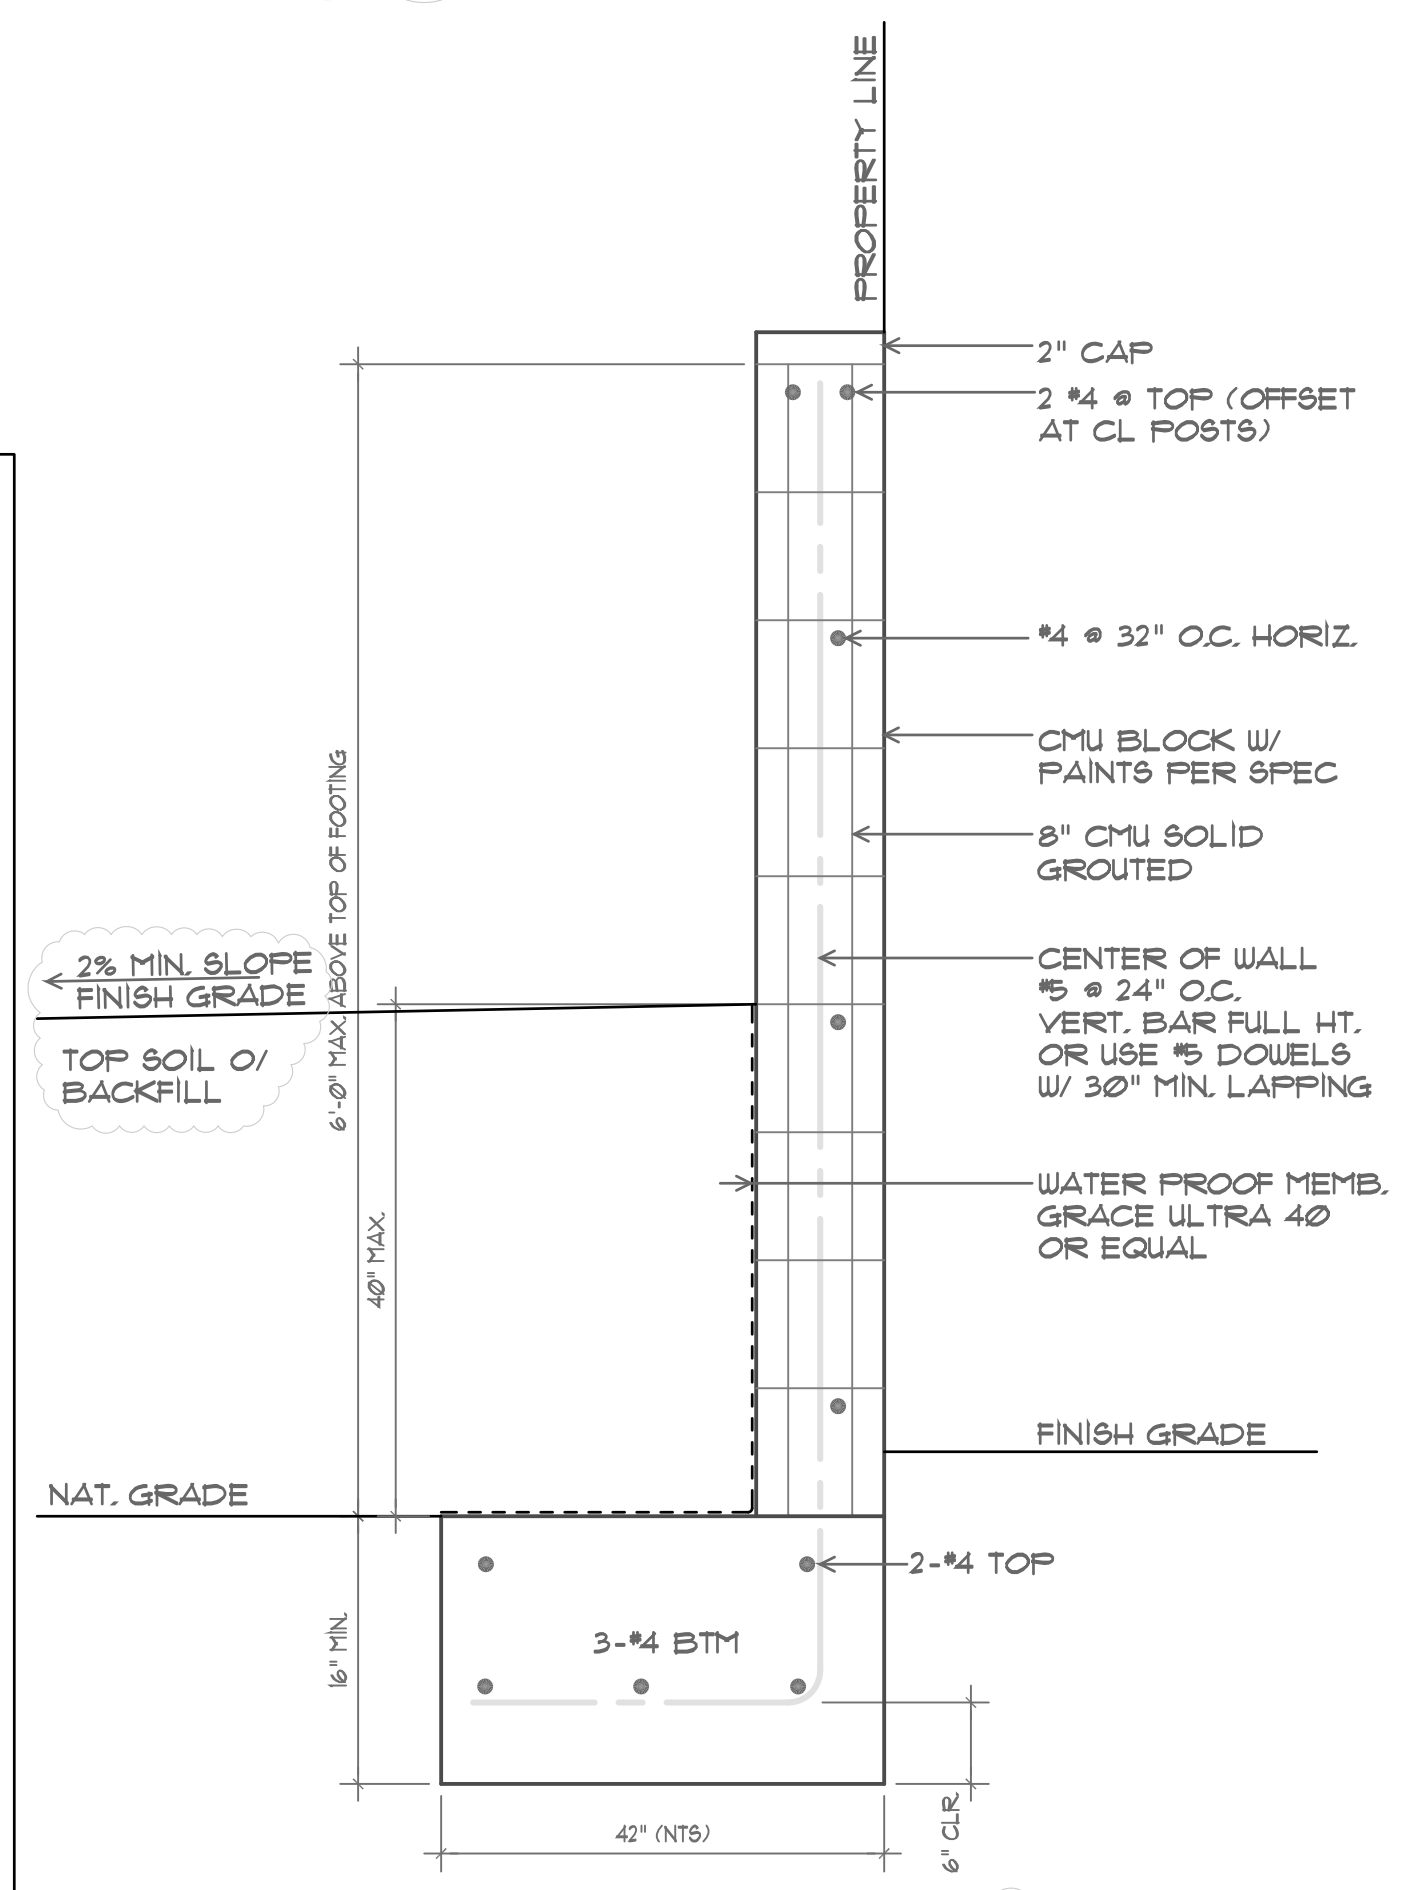 PROPERTY LINE
2" CAP
2 #4 @ TOP (OFFSET
AT CL POSTS)
#4 @ 32" O.C. HORIZ.
CMU BLOCK W/
PAINTS PER SPEC
8" CMU SOLID
GROUTED
6'-0" MAX. ABOVE TOP OF FOOTING
2% MIN. SLOPE
FINISH GRADE
TOP SOIL O/
BACKFILL
CENTER OF WALL
#5 @ 24" O.C.
VERT. BAR FULL HT.
OR USE #5 DOWELS
W/ 30" MIN. LAPPING
40" MAX.
WATER PROOF MEMB.
GRACE ULTRA 40
OR EQUAL
FINISH GRADE
NAT. GRADE
2-#4 TOP
16" MIN.
3-#4 BTM
42" (NTS)
6" CLR.